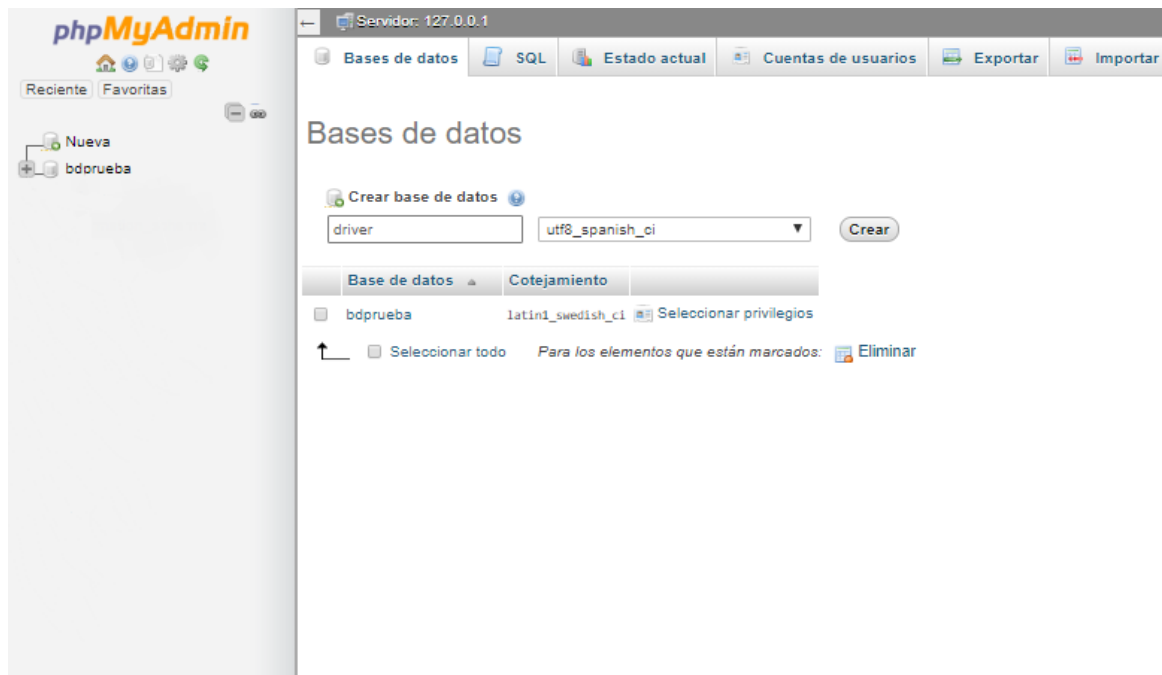 phpMyAdmin
Reciente Favoritas
Nueva
bdprueba
Servidor: 127.0.0.1
Bases de datos SQL Estado actual Cuentas de usuarios Exportar Importar
Bases de datos
Crear base de datos
driver utf8_spanish_ci Crear
Base de datos Cotejamiento
bdprueba latin1_swedish_ci Seleccionar privilegios
Seleccionar todo Para los elementos que están marcados: Eliminar